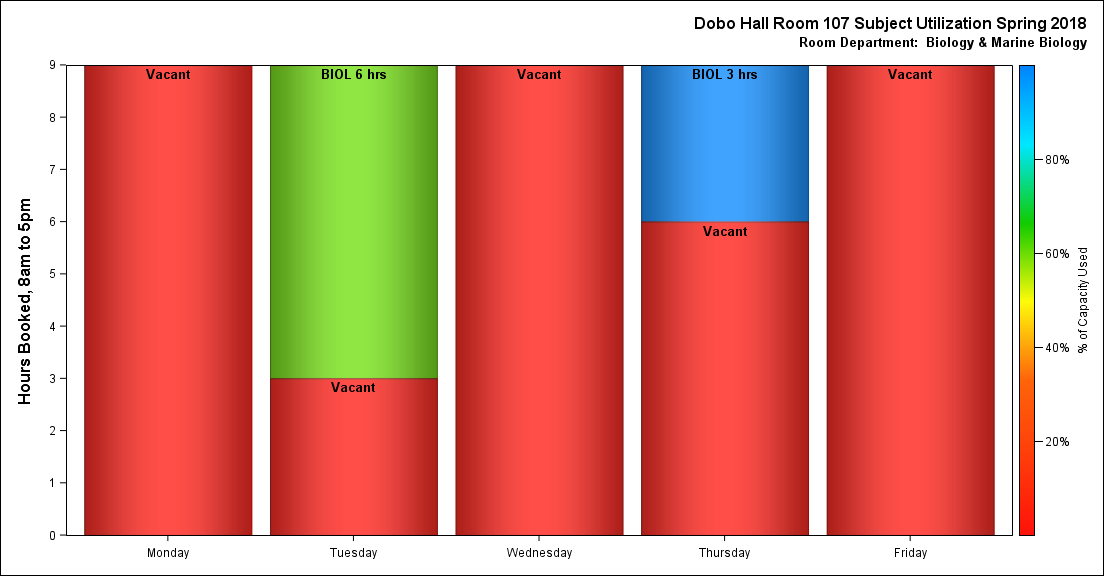 Dobo Hall Room 107 Subject Utilization Spring 2018
Room Department:  Biology & Marine Biology
Hours Booked, 8am to 5pm
9
8
7
6
5
4
3
2
1
0
Vacant
BIOL 6 hrs
Vacant
Vacant
BIOL 3 hrs
Vacant
Vacant
Monday
Tuesday
Wednesday
Thursday
Friday
80%
60%
40%
20%
% of Capacity Used